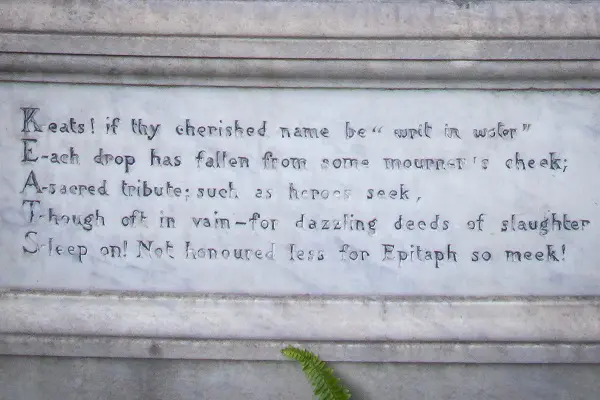 Keats! if thy cherished name be "writ in water"
E-ach drop has fallen from some mourner's cheek;
A-sacred tribute; such as heroes seek,
T-hough oft in vain-for dazzling deeds of slaughter
S-leep on! Not honoured less for Epitaph so meek!